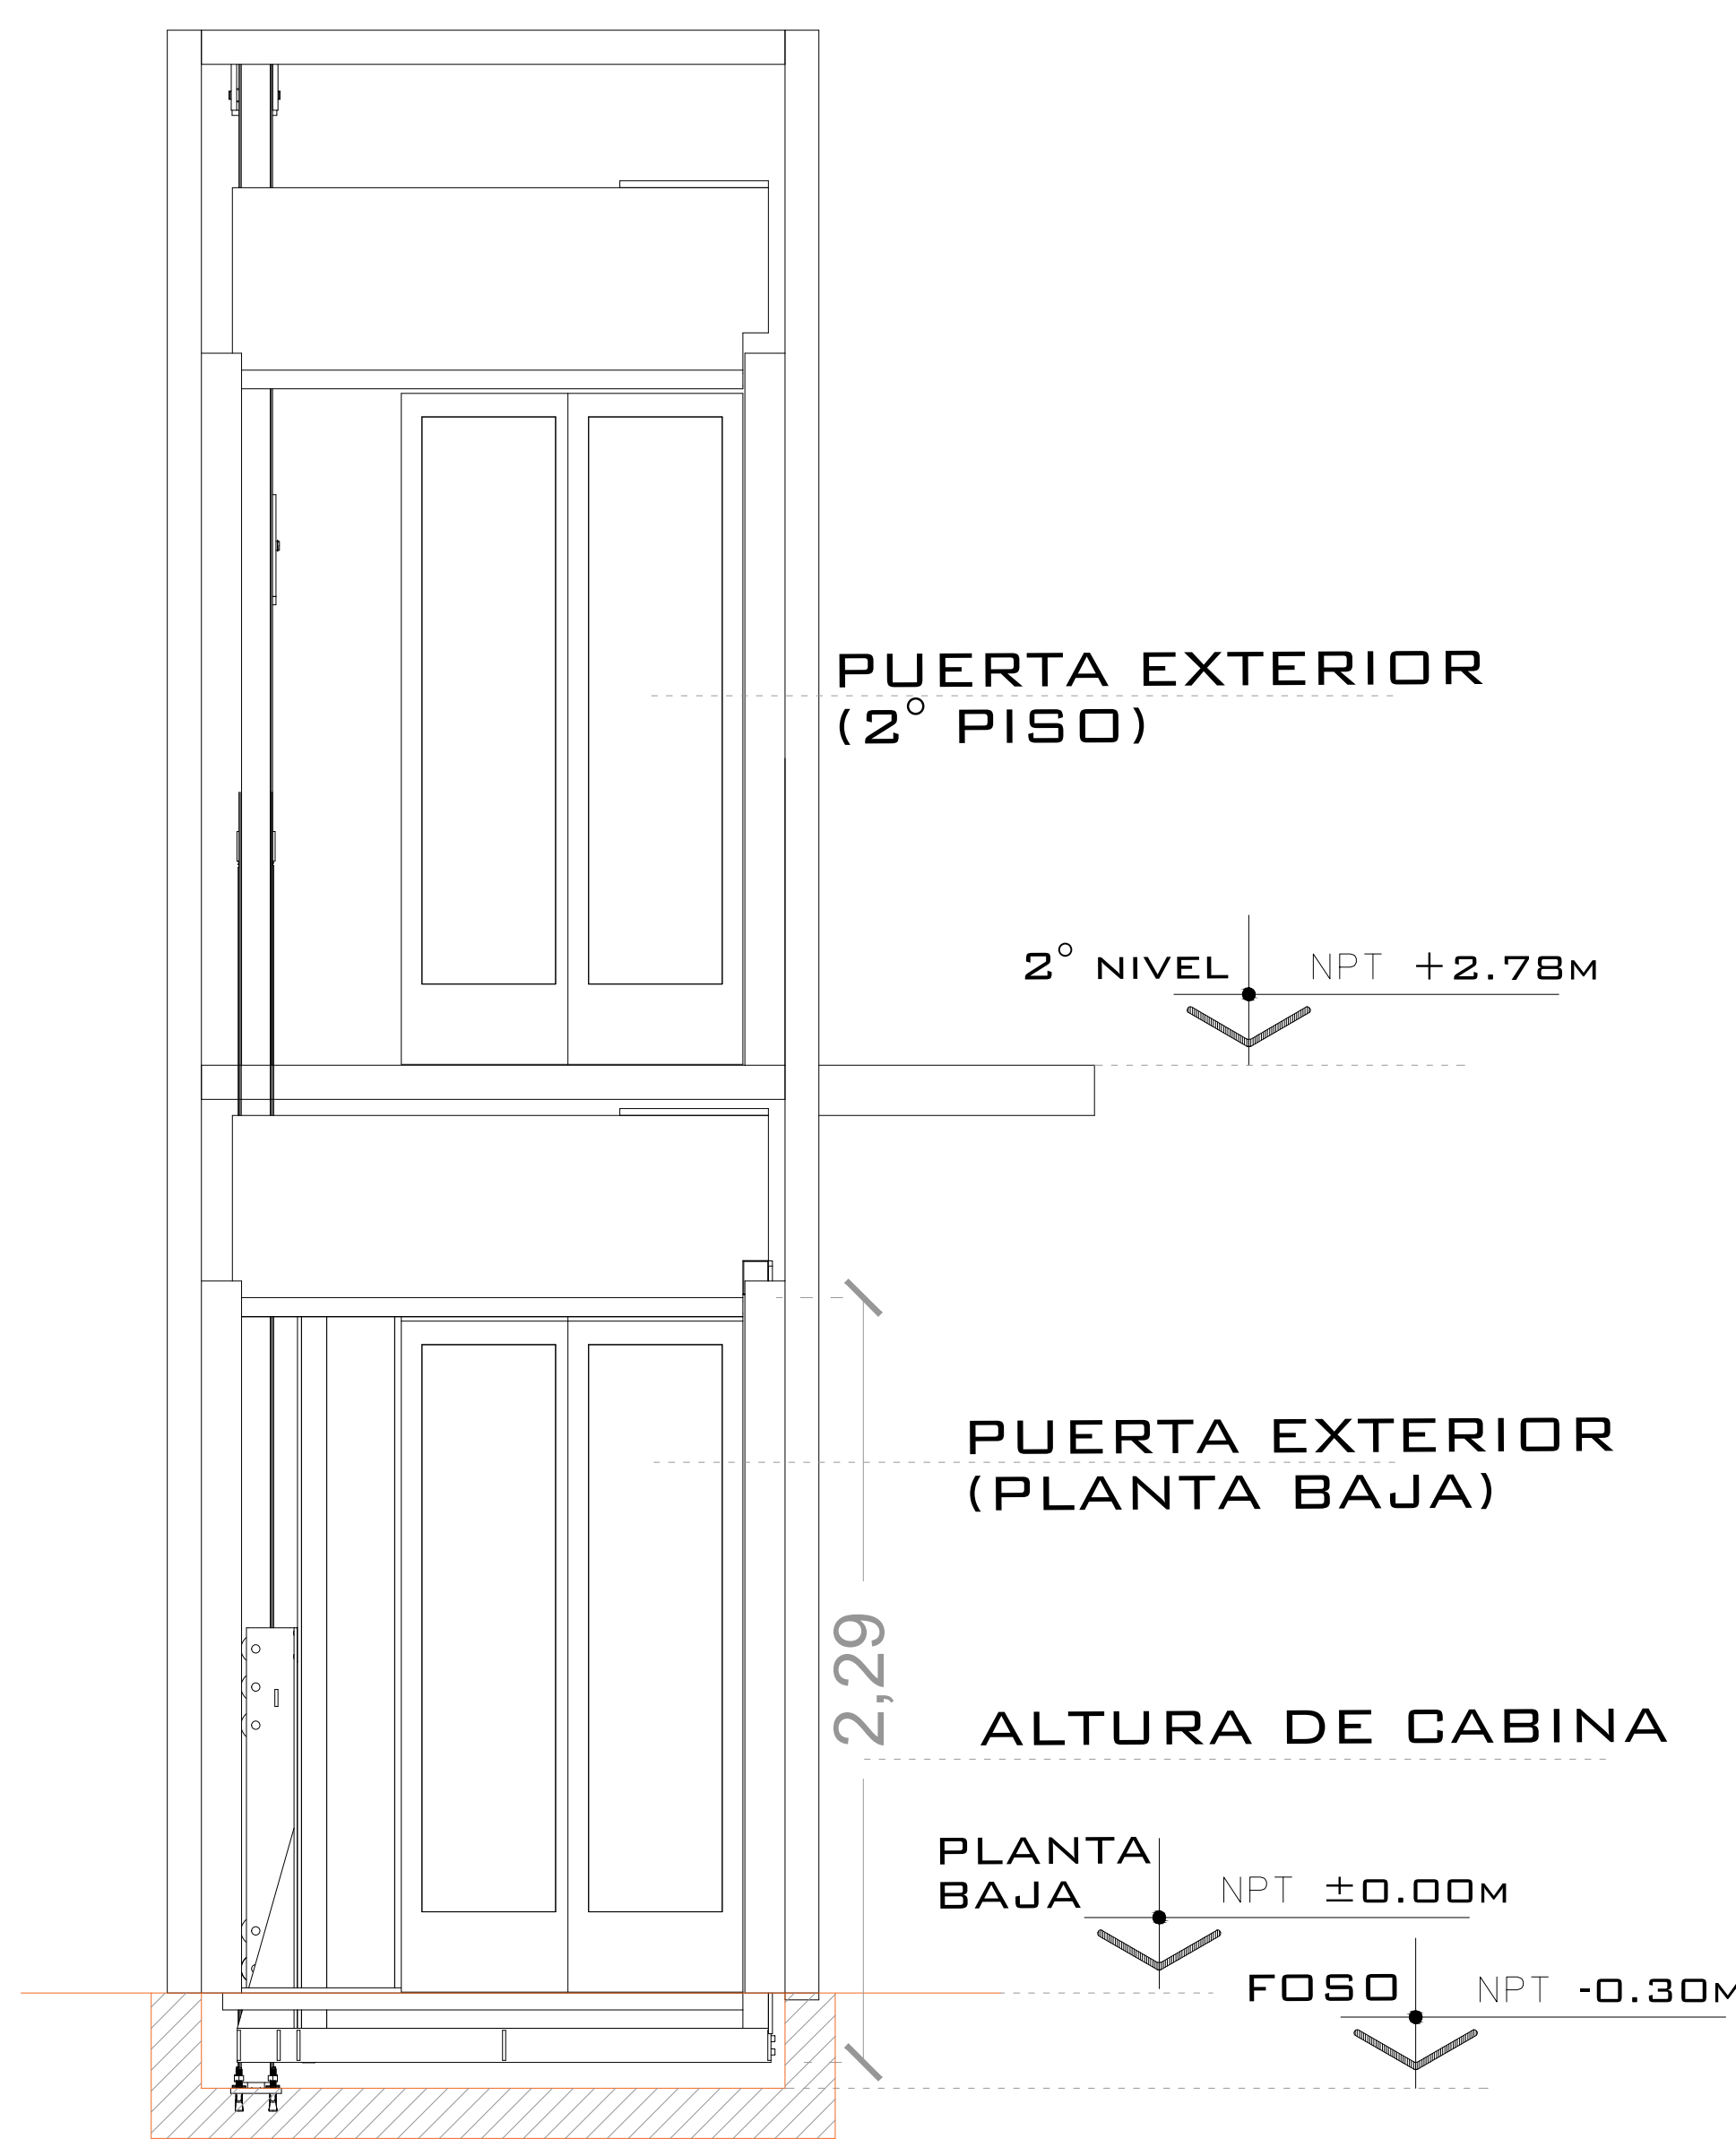 PUERTA EXTERIOR
(2° PISO)
2° NIVEL NPT +2.78M
PUERTA EXTERIOR
(PLANTA BAJA)
2,29
ALTURA DE CABINA
PLANTA
BAJA
NPT ±0.00M
FOSO NPT -0.30M